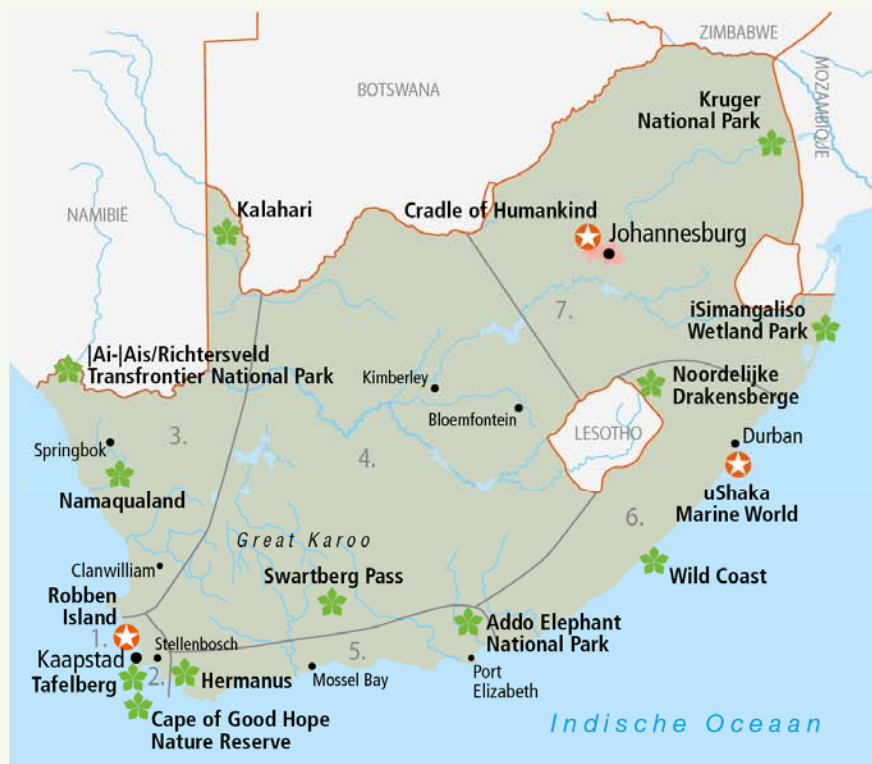 ZIMBABWE
BOTSWANA
MOZAMBIQUE
Kruger
National Park
NAMIBIË
Kalahari
Cradle of Humankind
Johannesburg
7.
iSimangaliso
Wetland Park
|Ai-|Ais/Richtersveld
Transfrontier National Park
Kimberley
Noordelijke
Drakensberge
Bloemfontein
LESOTHO
Springbok
3.
4.
Durban
Namaqualand
uShaka
Marine World
6.
Great Karoo
Clanwilliam
Swartberg Pass
Wild Coast
Robben
Island
1.
Addo Elephant
National Park
Stellenbosch
5.
Kaapstad
2.
Tafelberg
Hermanus
Mossel Bay
Port
Elizabeth
Cape of Good Hope
Nature Reserve
Indische Oceaan